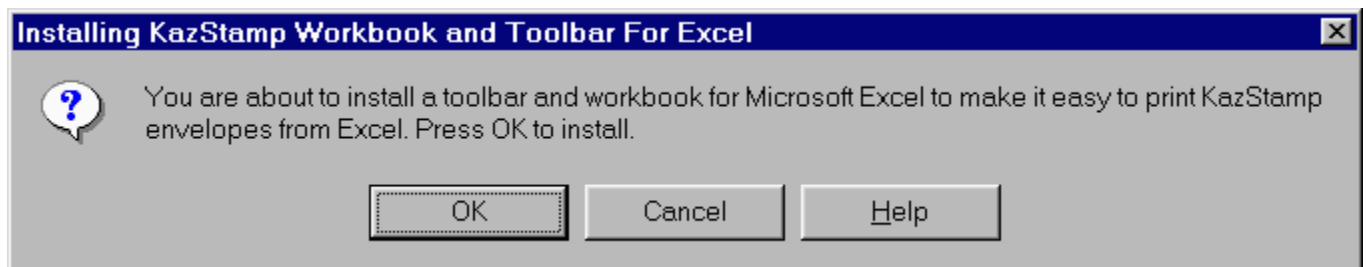 Installing KazStamp Workbook and Toolbar For Excel
You are about to install a toolbar and workbook for Microsoft Excel to make it easy to print KazStamp
envelopes from Excel. Press OK to install.
OK Cancel Help